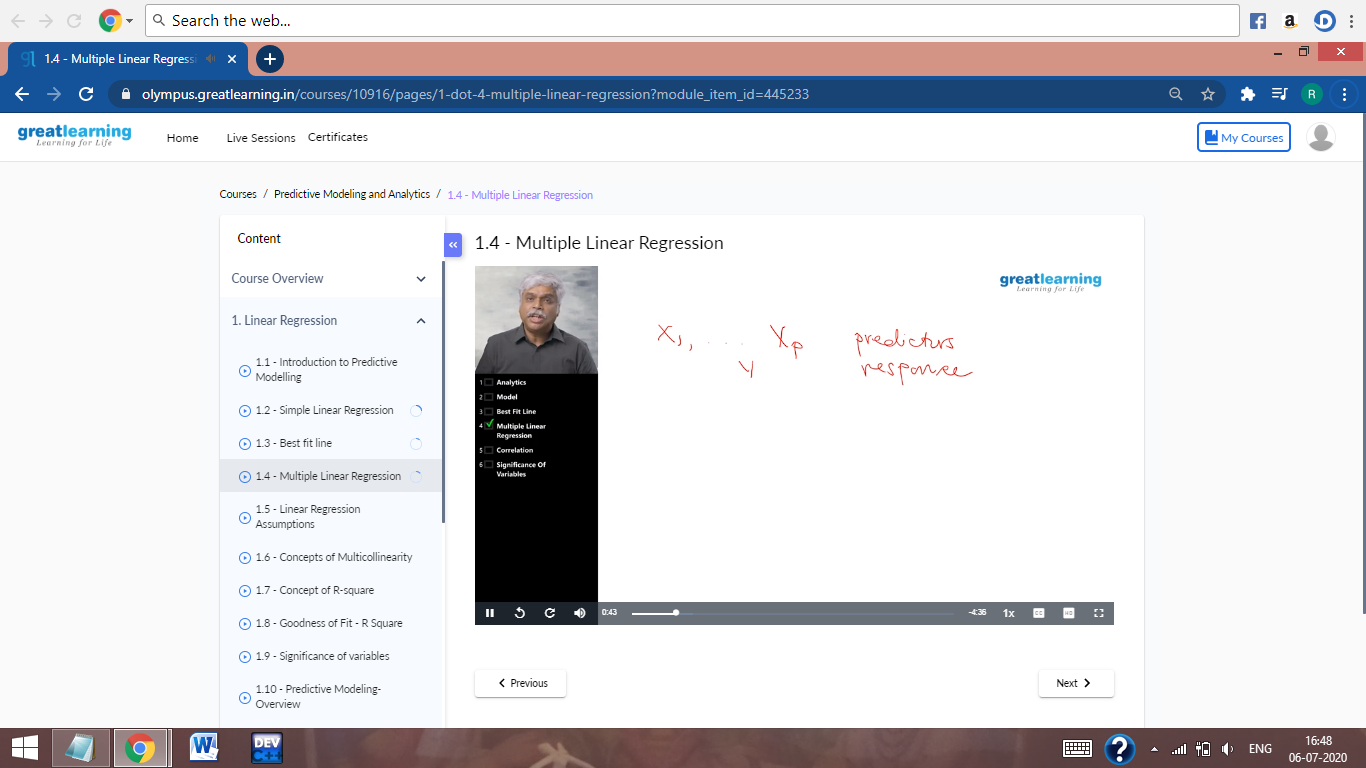 Search the web...
1.4 - Multiple Linear Regressi
olympus.greatlearning.in/courses/10916/pages/1-dot-4-multiple-linear-regression?module_item_id=445233
R
greatlearning
Learning for Life
Home
Live Sessions
Certificates
My Courses
Courses / Predictive Modeling and Analytics / 1.4 - Multiple Linear Regression
Content
Course Overview
1. Linear Regression
1.1 - Introduction to Predictive
Modelling
1.2 - Simple Linear Regression
1.3 - Best fit line
1.4 - Multiple Linear Regression
1.5 - Linear Regression
Assumptions
1.6 - Concepts of Multicollinearity
1.7 - Concept of R-square
1.8 - Goodness of Fit - R Square
1.9 - Significance of variables
1.10 - Predictive Modeling-
Overview
1.4 - Multiple Linear Regression
greatlearning
Learning for Life
X1, .... Xp predictors
y response
1 Analytics
2 Model
3 Best Fit Line
4 Multiple Linear
Regression
5 Correlation
6 Significance Of
Variables
0:43
-4:36
1x
CC
HD
Previous
Next
W
DEV
C++
?
ENG
16:48
06-07-2020